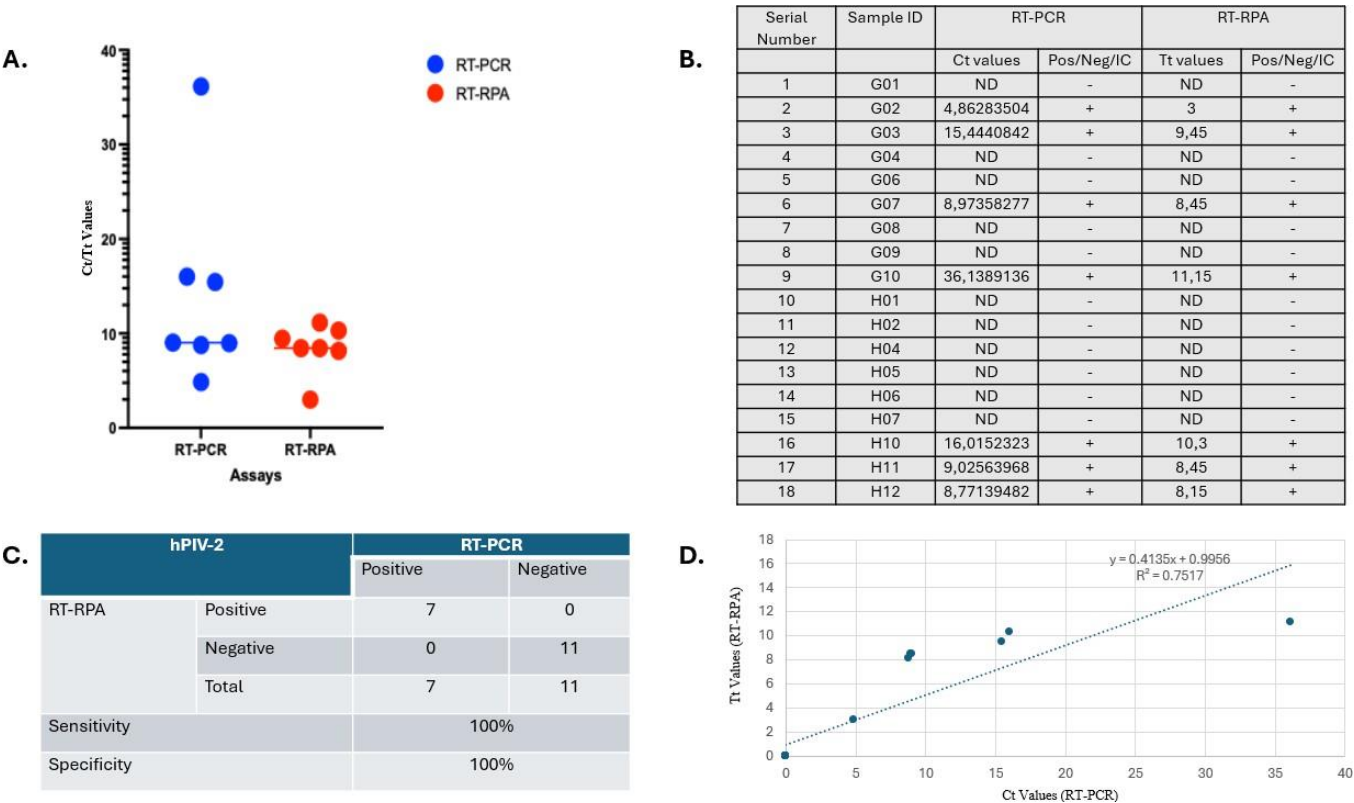 A.
40
30
20
10
0
Ct/Tt Values
RT-PCR
RT-RPA
Assays
RT-PCR
RT-RPA
B.
Serial Number Sample ID RT-PCR RT-RPA
Ct values Pos/Neg/IC Tt values Pos/Neg/IC
1 G01 ND - ND -
2 G02 4,86283504 + 3 +
3 G03 15,4440842 + 9,45 +
4 G04 ND - ND -
5 G06 ND - ND -
6 G07 8,97358277 + 8,45 +
7 G08 ND - ND -
8 G09 ND - ND -
9 G10 36,1389136 + 11,15 +
10 H01 ND - ND -
11 H02 ND - ND -
12 H04 ND - ND -
13 H05 ND - ND -
14 H06 ND - ND -
15 H07 ND - ND -
16 H10 16,0152323 + 10,3 +
17 H11 9,02563968 + 8,45 +
18 H12 8,77139482 + 8,15 +
C.
hPIV-2 RT-PCR
Positive Negative
RT-RPA Positive 7 0
Negative 0 11
Total 7 11
Sensitivity 100%
Specificity 100%
D.
18
16
14
12
10
8
6
4
2
0
Tt Values (RT-RPA)
y = 0.4135x + 0.9956
R² = 0.7517
0 5 10 15 20 25 30 35 40
Ct Values (RT-PCR)